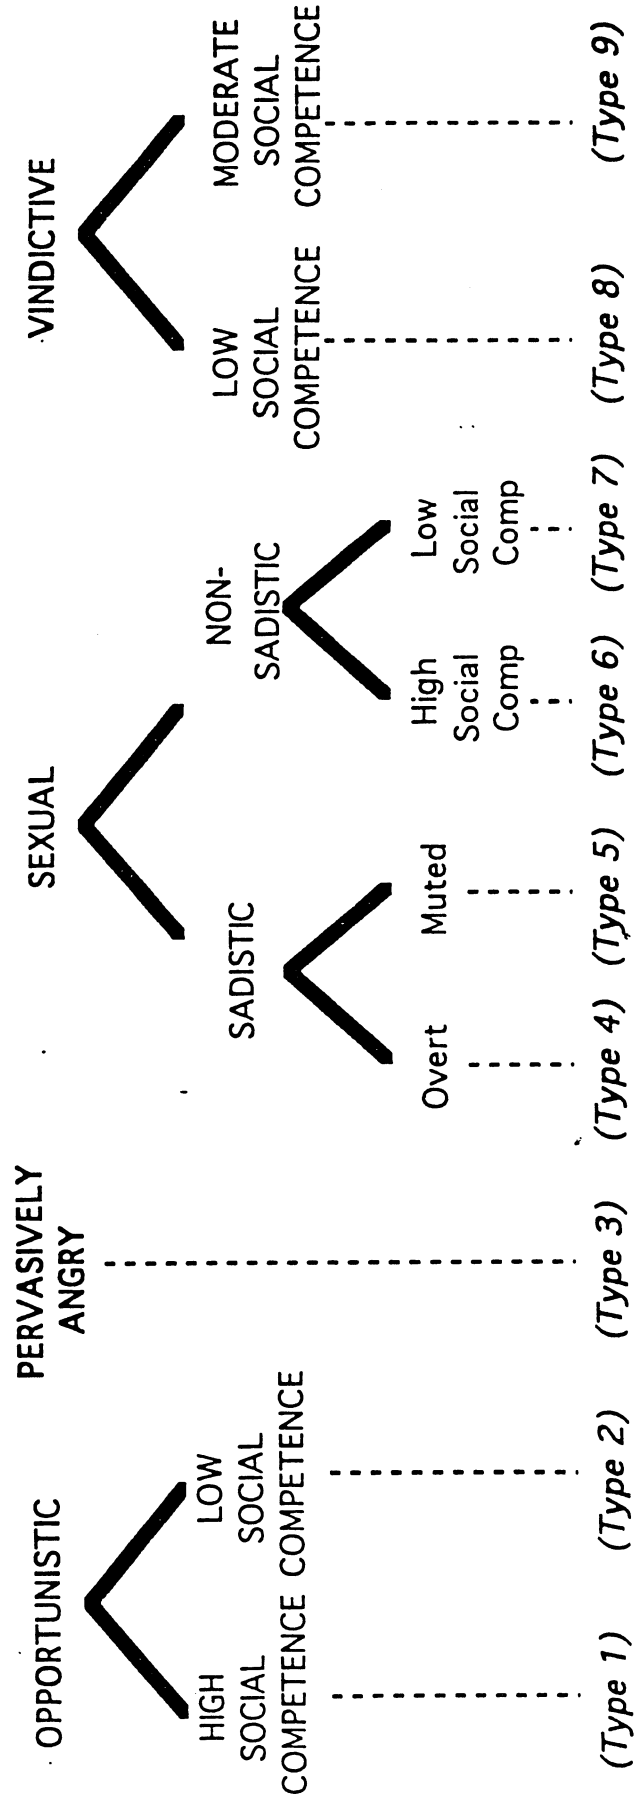 OPPORTUNISTIC
HIGH
SOCIAL
COMPETENCE
(Type 1)
LOW
SOCIAL
COMPETENCE
(Type 2)
PERVASIVELY
ANGRY
(Type 3)
SEXUAL
SADISTIC
Overt
(Type 4)
Muted
(Type 5)
NON-
SADISTIC
High
Social
Comp
(Type 6)
Low
Social
Comp
(Type 7)
VINDICTIVE
LOW
SOCIAL
COMPETENCE
(Type 8)
MODERATE
SOCIAL
COMPETENCE
(Type 9)